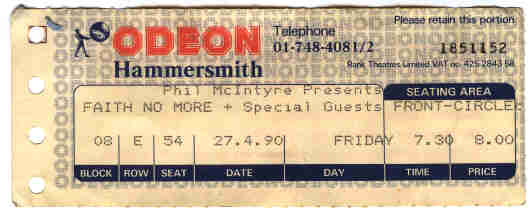 Please retain this portion
ODEON
Telephone
01-748-4081/2
1851152
Hammersmith
Rank Theatres Limited VAT no 425 2843 58
Phil McIntyre Presents
SEATING AREA
FAITH NO MORE + Special Guests
FRONT-CIRCLE
08 E 54 27.4.90 FRIDAY 7.30 8.00
BLOCK ROW SEAT DATE DAY TIME PRICE